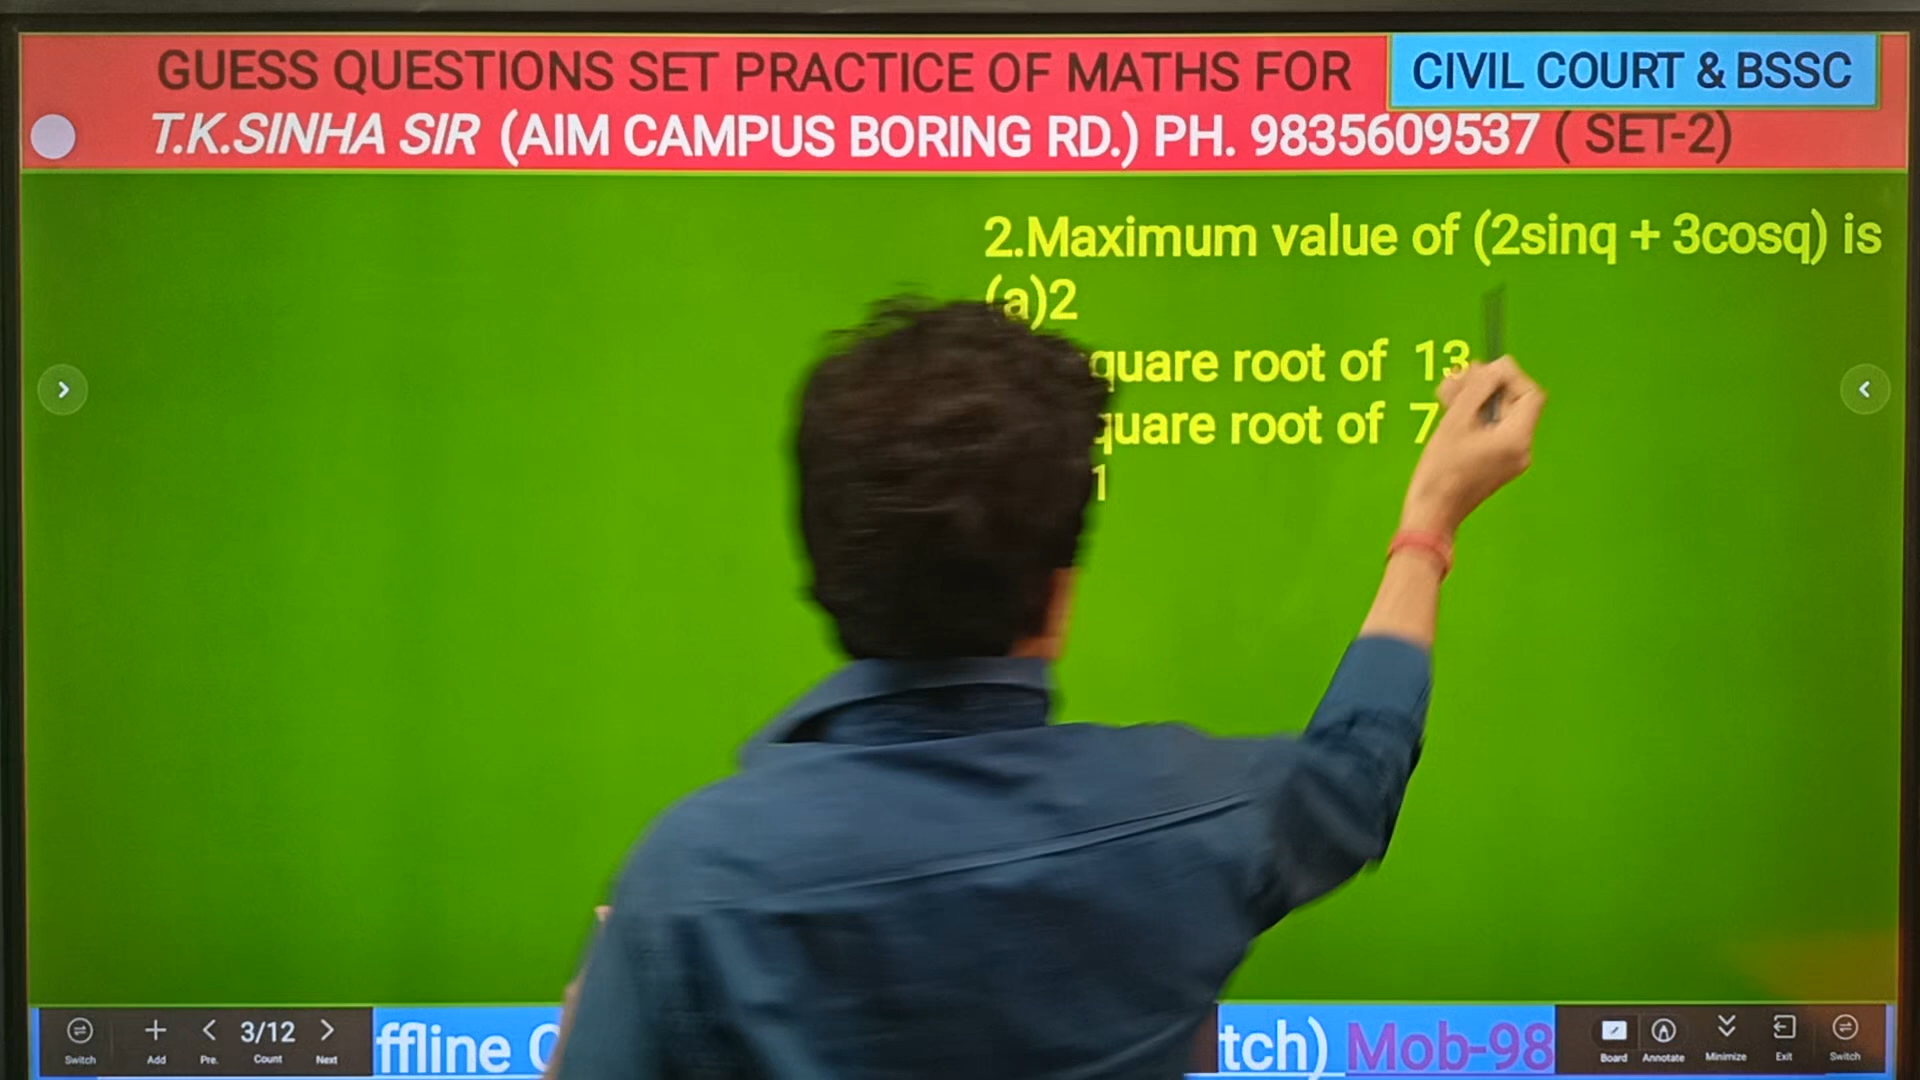 GUESS QUESTIONS SET PRACTICE OF MATHS FOR CIVIL COURT & BSSC
T.K.SINHA SIR (AIM CAMPUS BORING RD.) PH. 9835609537 ( SET-2)
2.Maximum value of (2sinq + 3cosq) is
(a)2
quare root of 13
quare root of 7
1
ffline tch) Mob-98
3/12
Switch Add Pre. Count Next Board Annotate Minimize Exit Switch